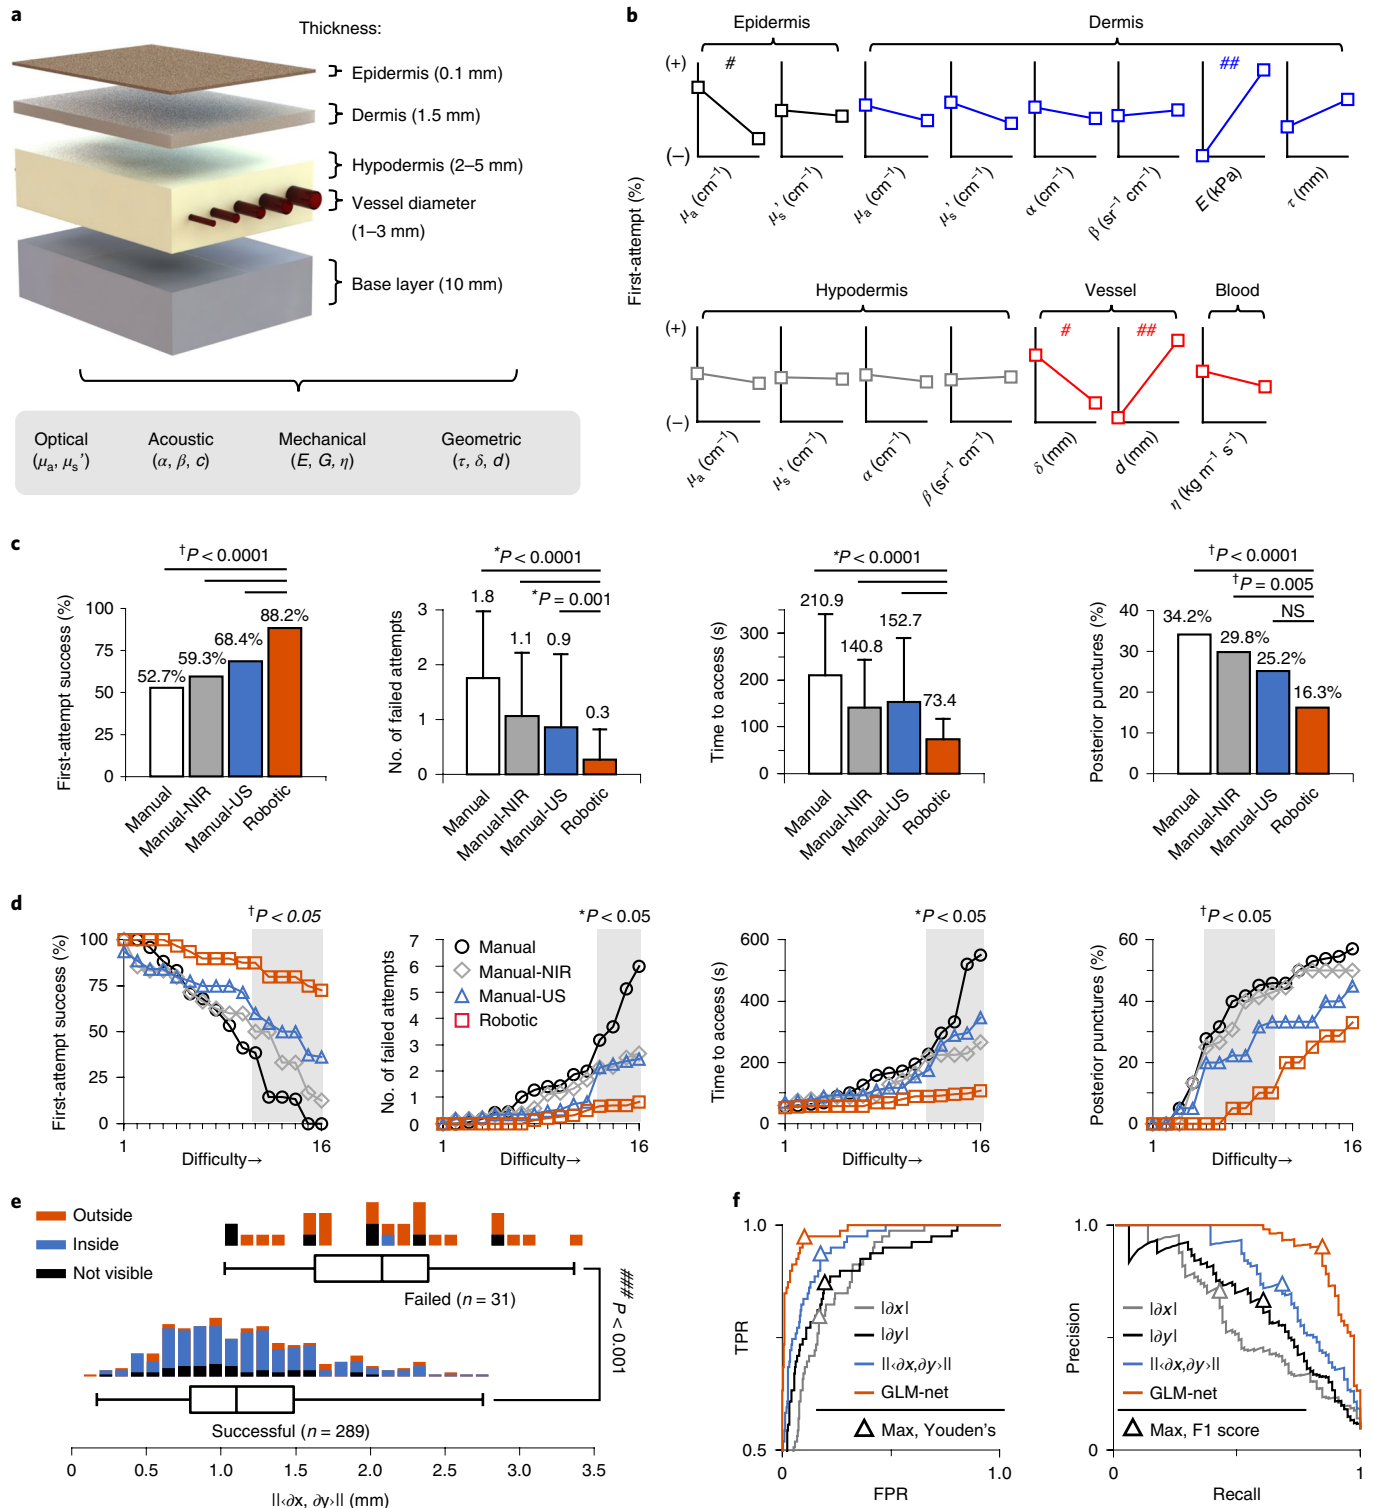 a
Thickness:
Epidermis (0.1 mm)
Dermis (1.5 mm)
Hypodermis (2–5 mm)
Vessel diameter
(1–3 mm)
Base layer (10 mm)
Optical
(μa, μs′)
Acoustic
(α, β, c)
Mechanical
(E, G, η)
Geometric
(τ, δ, d)
b
First-attempt (%)
Epidermis
Dermis
(+)
(–)
#
##
μa (cm−1)
μs′ (cm−1)
μa (cm−1)
μs′ (cm−1)
α (cm−1)
β (sr−1 cm−1)
E (kPa)
τ (mm)
Hypodermis
Vessel
Blood
(+)
(–)
#
##
μa (cm−1)
μs′ (cm−1)
α (cm−1)
β (sr−1 cm−1)
δ (mm)
d (mm)
η (kg m−1 s−1)
c
†P < 0.0001
First-attempt success (%)
100
75
50
25
0
52.7%
59.3%
68.4%
88.2%
Manual
Manual-NIR
Manual-US
Robotic
*P < 0.0001
*P = 0.001
No. of failed attempts
3
2
1
0
1.8
1.1
0.9
0.3
Manual
Manual-NIR
Manual-US
Robotic
*P < 0.0001
Time to access (s)
300
200
100
0
210.9
140.8
152.7
73.4
Manual
Manual-NIR
Manual-US
Robotic
†P < 0.0001
†P = 0.005
NS
Posterior punctures (%)
40
30
20
10
0
34.2%
29.8%
25.2%
16.3%
Manual
Manual-NIR
Manual-US
Robotic
d
†P < 0.05
First-attempt success (%)
100
75
50
25
0
1
16
Difficulty→
*P < 0.05
No. of failed attempts
7
6
5
4
3
2
1
0
Manual
Manual-NIR
Manual-US
Robotic
1
16
Difficulty→
*P < 0.05
Time to access (s)
600
400
200
0
1
16
Difficulty→
†P < 0.05
Posterior punctures (%)
60
40
20
0
1
16
Difficulty→
e
Outside
Inside
Not visible
Failed (n = 31)
### P < 0.001
Successful (n = 289)
0
0.5
1.0
1.5
2.0
2.5
3.0
3.5
||‹∂x, ∂y›|| (mm)
f
1.0
TPR
0.5
|∂x|
|∂y|
||‹∂x,∂y›||
GLM-net
Max, Youden's
0
1.0
FPR
1.0
Precision
0
|∂x|
|∂y|
||‹∂x,∂y›||
GLM-net
Max, F1 score
0
1
Recall